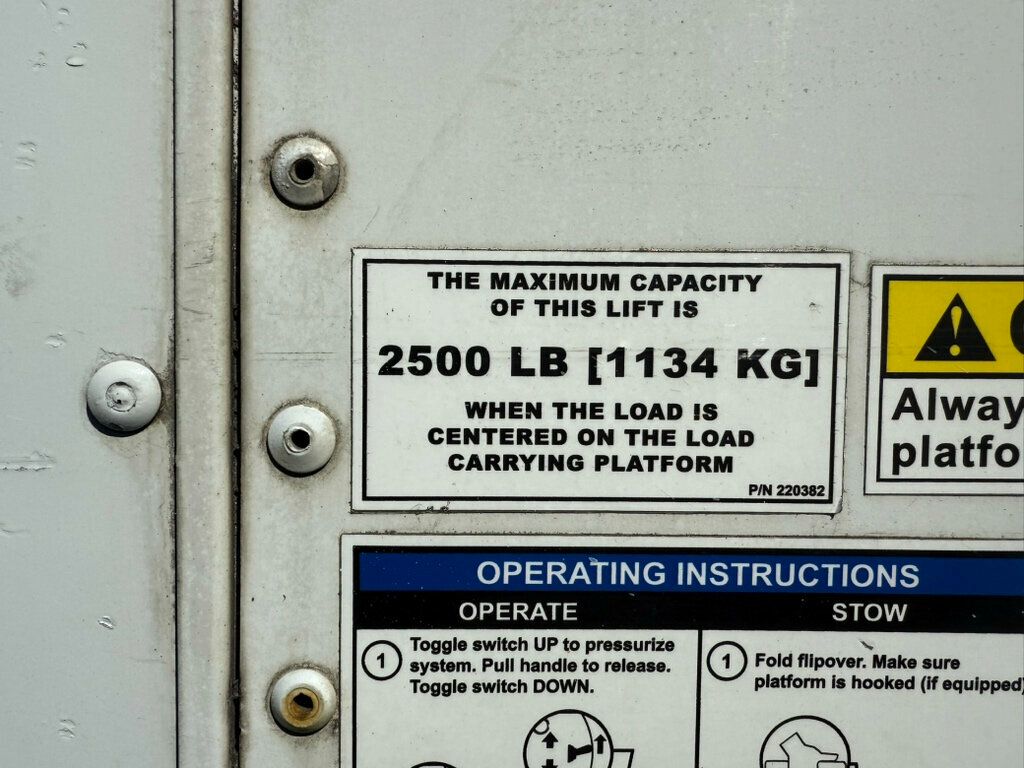 THE MAXIMUM CAPACITY
OF THIS LIFT IS
2500 LB [1134 KG]
WHEN THE LOAD IS
CENTERED ON THE LOAD
CARRYING PLATFORM
P/N 220382
OPERATING INSTRUCTIONS
OPERATE
1 Toggle switch UP to pressurize
system. Pull handle to release.
Toggle switch DOWN.
STOW
1 Fold flipover. Make sure
platform is hooked (if equipped)